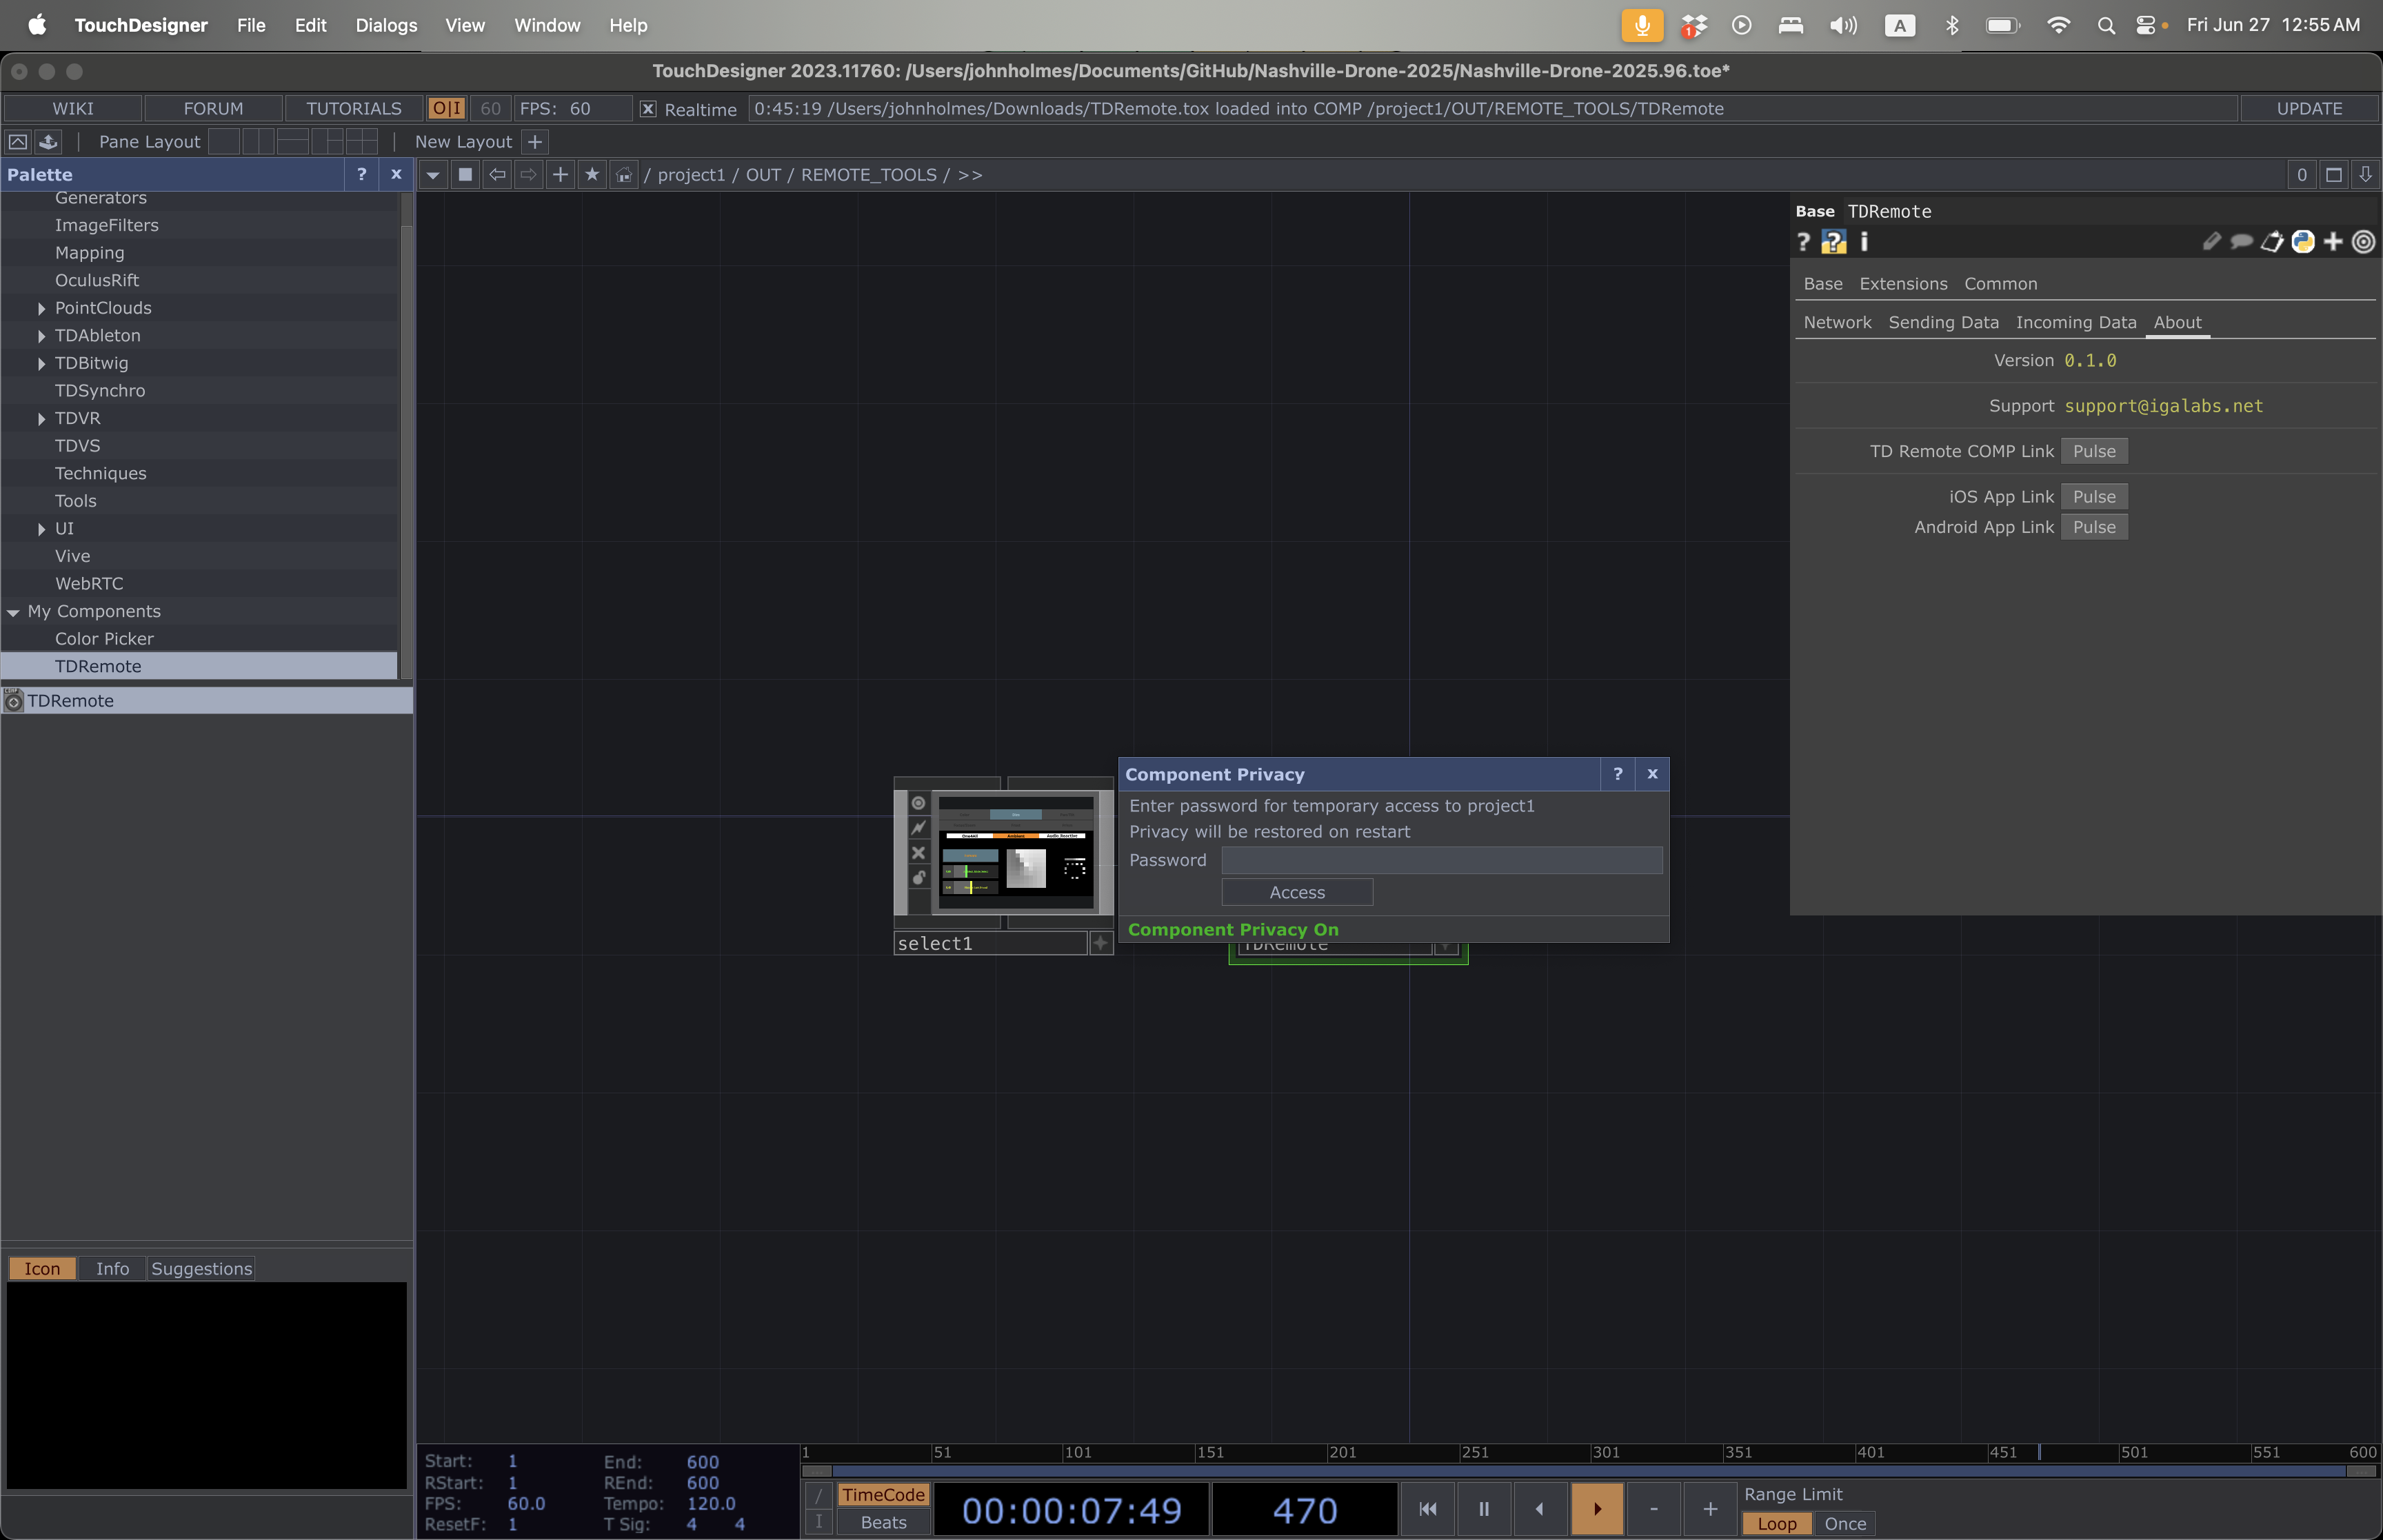 TouchDesigner File Edit Dialogs View Window Help
1 A Fri Jun 27 12:55 AM
TouchDesigner 2023.11760: /Users/johnholmes/Documents/GitHub/Nashville-Drone-2025/Nashville-Drone-2025.96.toe*
WIKI FORUM TUTORIALS O|I 60 FPS: 60 X Realtime 0:45:19 /Users/johnholmes/Downloads/TDRemote.tox loaded into COMP /project1/OUT/REMOTE_TOOLS/TDRemote UPDATE
Pane Layout New Layout +
Palette ? x
/ project1 / OUT / REMOTE_TOOLS / >> 0
Generators
ImageFilters
Mapping
OculusRift
PointClouds
TDAbleton
TDBitwig
TDSynchro
TDVR
TDVS
Techniques
Tools
UI
Vive
WebRTC
My Components
Color Picker
TDRemote
TDRemote
Icon Info Suggestions
Base TDRemote
? ? i
Base Extensions Common
Network Sending Data Incoming Data About
Version 0.1.0
Support support@igalabs.net
TD Remote COMP Link Pulse
iOS App Link Pulse
Android App Link Pulse
select1
Component Privacy ? x
Enter password for temporary access to project1
Privacy will be restored on restart
Password
Access
Component Privacy On
TDRemote
1 51 101 151 201 251 301 351 401 451 501 551 600
Start: 1 End: 600
RStart: 1 REnd: 600
FPS: 60.0 Tempo: 120.0
ResetF: 1 T Sig: 4 4
/ TimeCode
I Beats
00:00:07:49 470
- +
Range Limit
Loop Once